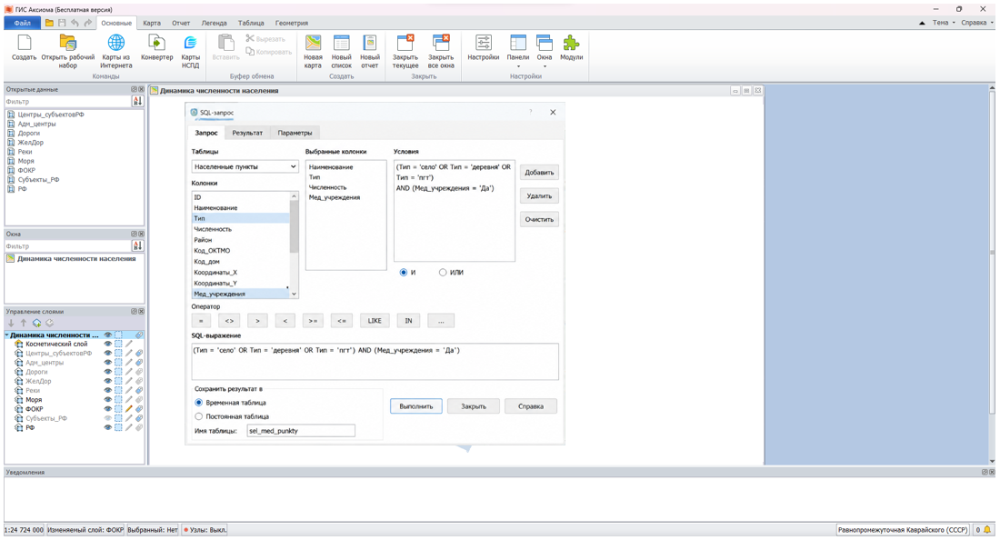 ГИС Аксиома (Бесплатная версия)
Файл Основные Карта Отчет Легенда Таблица Геометрия Тема Справка
Создать Открыть рабочий набор Карты из Интернета Конвертер Карты НСПД
Команды
Вставить Вырезать Копировать
Буфер обмена
Новая карта Новый список Новый отчет
Создать
Закрыть текущее Закрыть все окна
Закрыть
Настройки Панели Окна Модули
Настройки
Открытые данные
Фильтр
Центры_субъектовРФ
Адм_центры
Дороги
ЖелДор
Реки
Моря
ФОКР
Субъекты_РФ
РФ
Окна
Фильтр
Динамика численности населения
Управление слоями
Динамика численности ...
Косметический слой
Центры_субъектовРФ
Адм_центры
Дороги
ЖелДор
Реки
Моря
ФОКР
Субъекты_РФ
РФ
Динамика численности населения
SQL-запрос ?
Запрос Результат Параметры
Таблицы
Населенные пункты
Колонки
ID
Наименование
Тип
Численность
Район
Код_ОКТМО
Код_дом
Координаты_X
Координаты_Y
Мед_учреждения
Выбранные колонки
Наименование
Тип
Численность
Мед_учреждения
Условия
(Тип = 'село' OR Тип = 'деревня' OR
Тип = 'пгт')
AND (Мед_учреждения = 'Да')
И ИЛИ
Добавить
Удалить
Очистить
Оператор
= <> > < >= <= LIKE IN ...
SQL-выражение
(Тип = 'село' OR Тип = 'деревня' OR Тип = 'пгт') AND (Мед_учреждения = 'Да')
Сохранить результат в
Временная таблица
Постоянная таблица
Имя таблицы: sel_med_punkty
Выполнить Закрыть Справка
Уведомления
1:24 724 000 Изменяемый слой: ФОКР Выбранный: Нет Узлы: Выкл. Равнопромежуточная Каврайского (СССР) 0